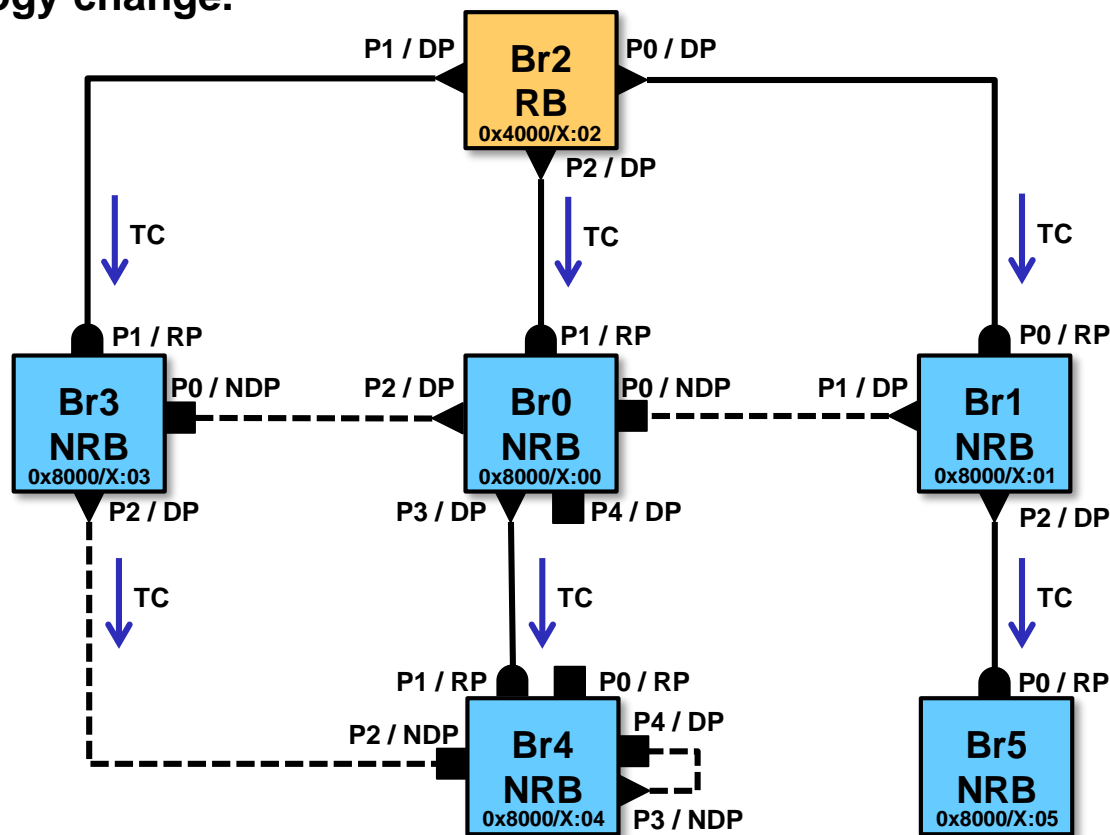 ogy change.
P1 / DP
Br2
RB
0x4000/X:02
P0 / DP
P2 / DP
TC
TC
TC
P1 / RP
P1 / RP
P0 / RP
Br3
NRB
0x8000/X:03
P0 / NDP
P2 / DP
Br0
NRB
0x8000/X:00
P0 / NDP
P1 / DP
Br1
NRB
0x8000/X:01
P2 / DP
P3 / DP
P4 / DP
P2 / DP
TC
TC
TC
P1 / RP
P0 / RP
P0 / RP
P2 / NDP
Br4
NRB
0x8000/X:04
P4 / DP
P3 / NDP
Br5
NRB
0x8000/X:05